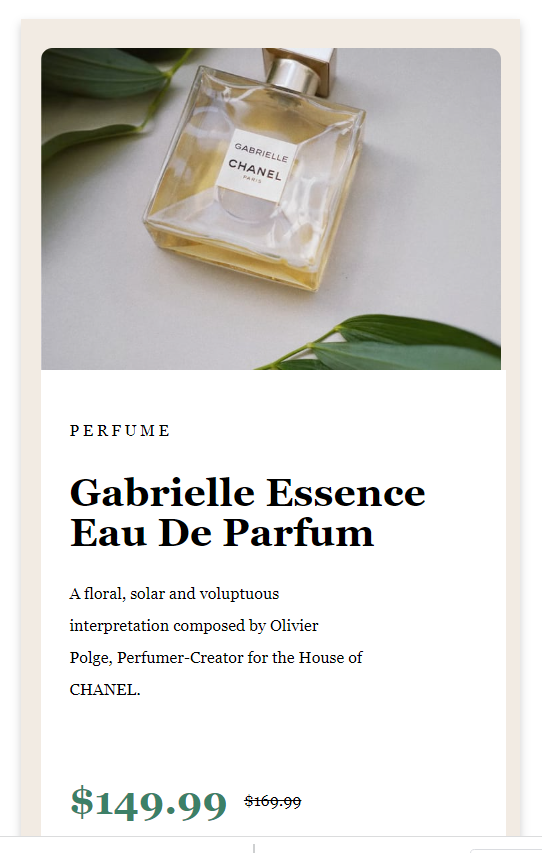 GABRIELLE
CHANEL
PARIS
PERFUME
Gabrielle Essence
Eau De Parfum
A floral, solar and voluptuous
interpretation composed by Olivier
Polge, Perfumer-Creator for the House of
CHANEL.
$149.99 $169.99